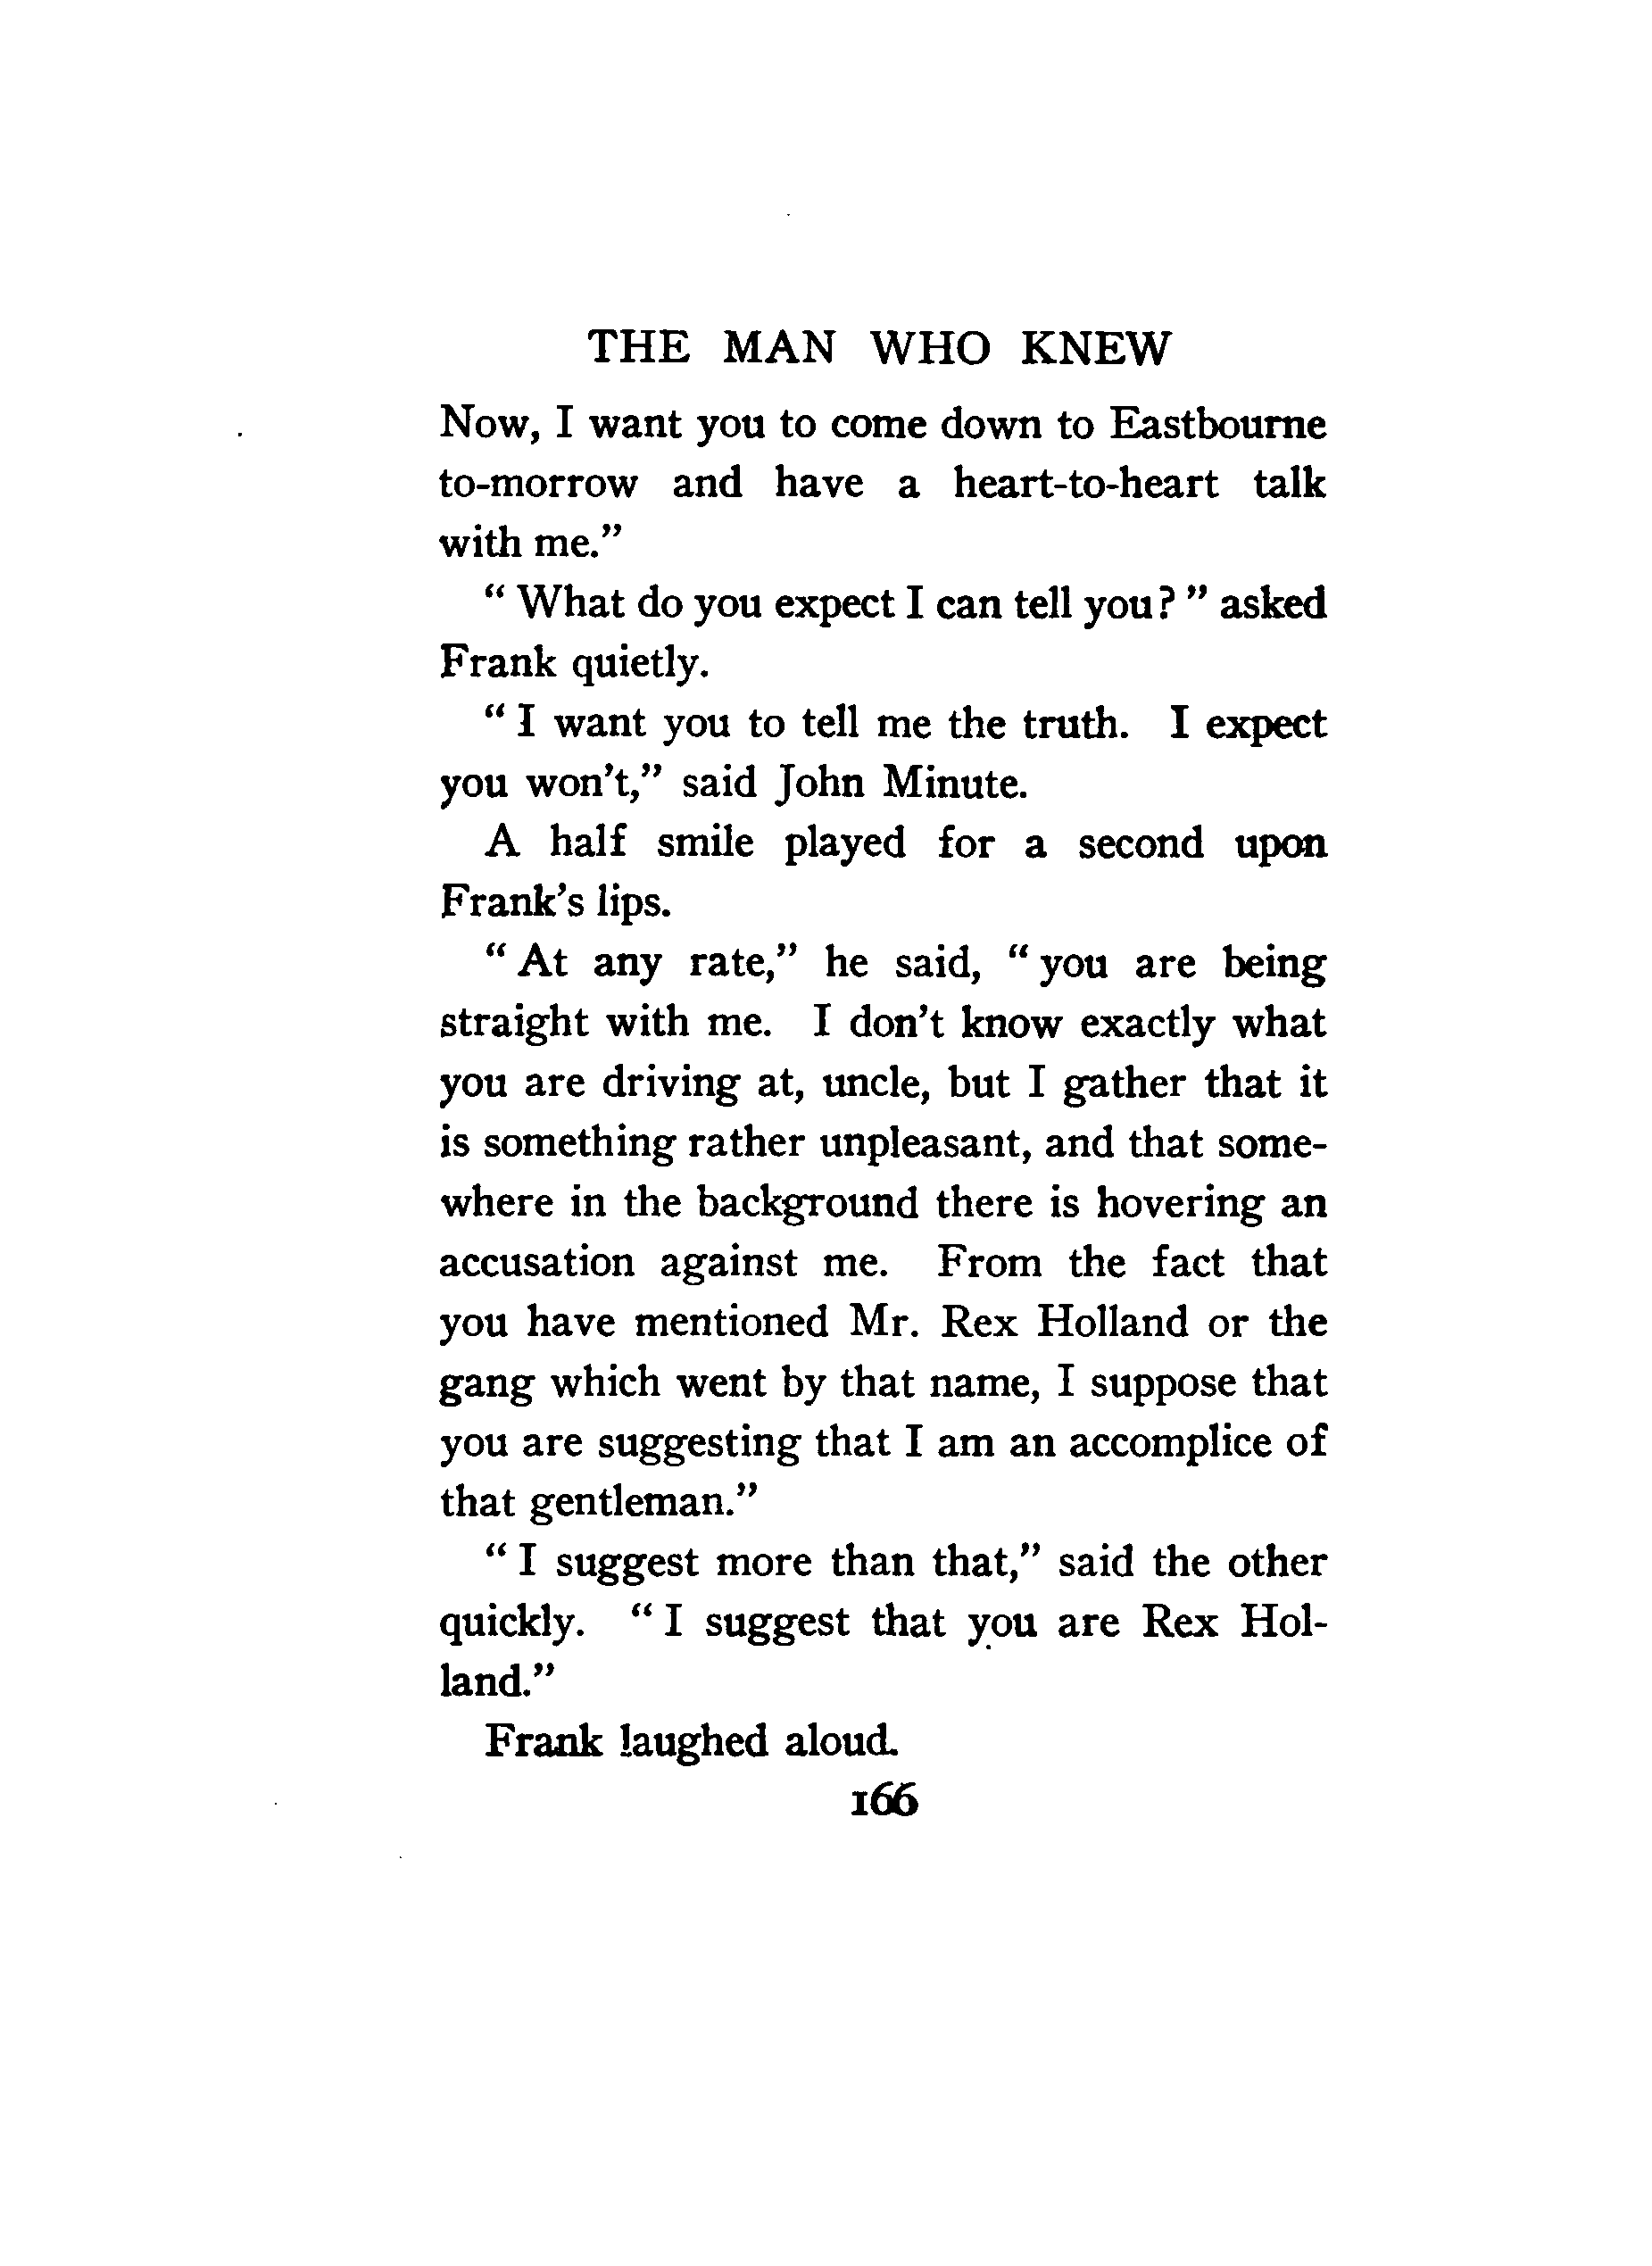 THE MAN WHO KNEW
Now, I want you to come down to Eastbourne
to-morrow and have a heart-to-heart talk
with me."
" What do you expect I can tell you? " asked
Frank quietly.
" I want you to tell me the truth. I expect
you won't," said John Minute.
A half smile played for a second upon
Frank's lips.
" At any rate," he said, " you are being
straight with me. I don't know exactly what
you are driving at, uncle, but I gather that it
is something rather unpleasant, and that some-
where in the background there is hovering an
accusation against me. From the fact that
you have mentioned Mr. Rex Holland or the
gang which went by that name, I suppose that
you are suggesting that I am an accomplice of
that gentleman."
" I suggest more than that," said the other
quickly. " I suggest that you are Rex Hol-
land."
Frank laughed aloud.
166